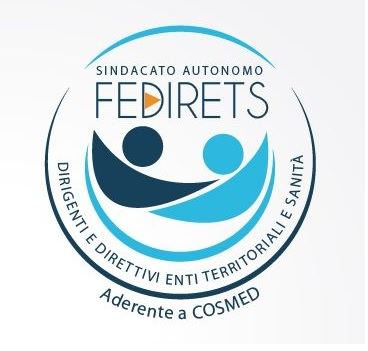 SINDACATO AUTONOMO
FEDIRETS
DIRIGENTI E DIRETTIVI ENTI TERRITORIALI E SANITÀ
Aderente a COSMED